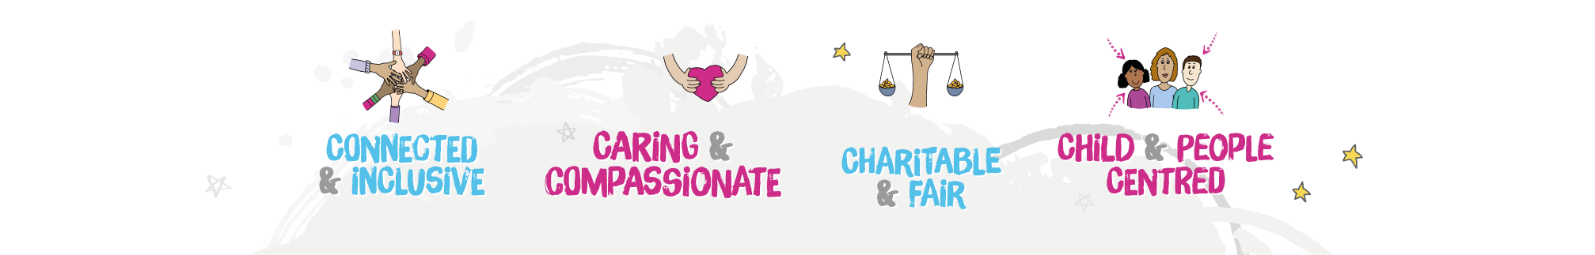 CONNECTED
& INCLUSIVE
CARING &
COMPASSIONATE
CHARITABLE
& FAIR
CHILD & PEOPLE
CENTRED